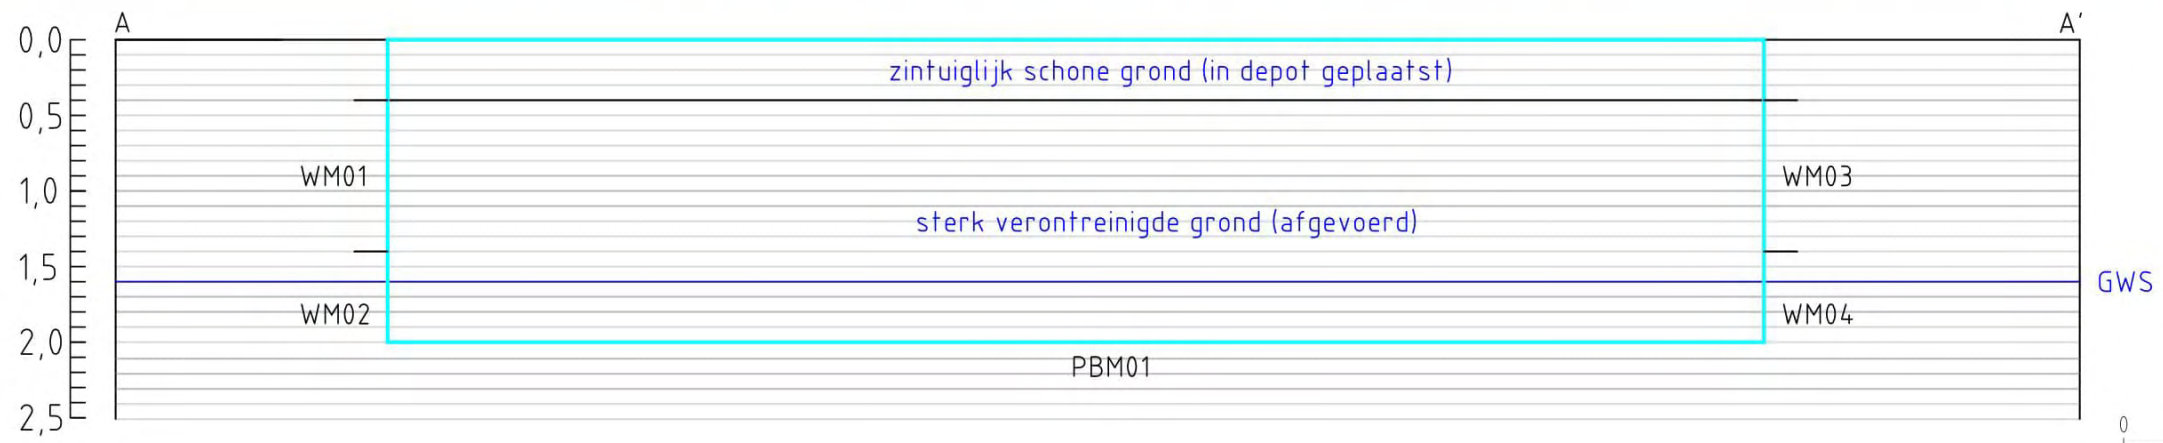 A A'
0,0
zintuiglijk schone grond (in depot geplaatst)
0,5
WM01 WM03
1,0
sterk verontreinigde grond (afgevoerd)
1,5
GWS
WM02 WM04
2,0
PBM01
2,5
0